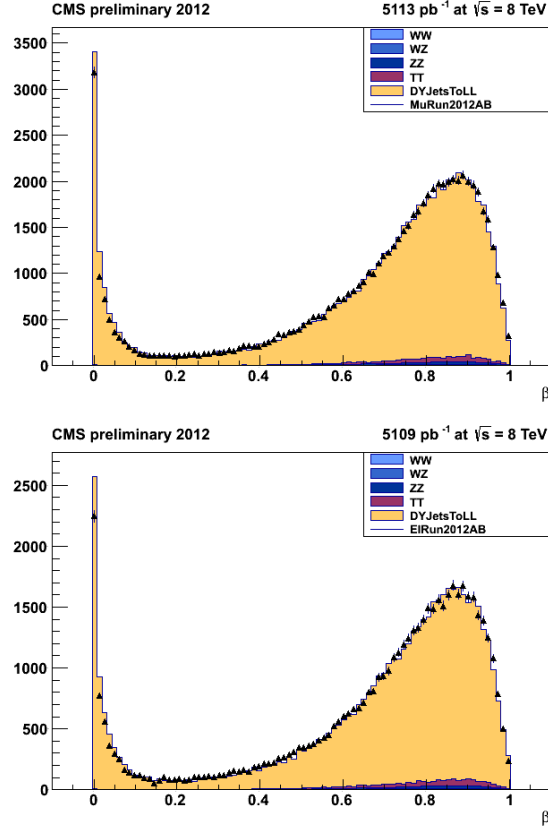 CMS preliminary 2012 5113 pb⁻¹ at √s = 8 TeV
WW
WZ
ZZ
TT
DYJetsToLL
MuRun2012AB
3500
3000
2500
2000
1500
1000
500
0
0 0.2 0.4 0.6 0.8 1
β
CMS preliminary 2012 5109 pb⁻¹ at √s = 8 TeV
WW
WZ
ZZ
TT
DYJetsToLL
ElRun2012AB
2500
2000
1500
1000
500
0
0 0.2 0.4 0.6 0.8 1
β